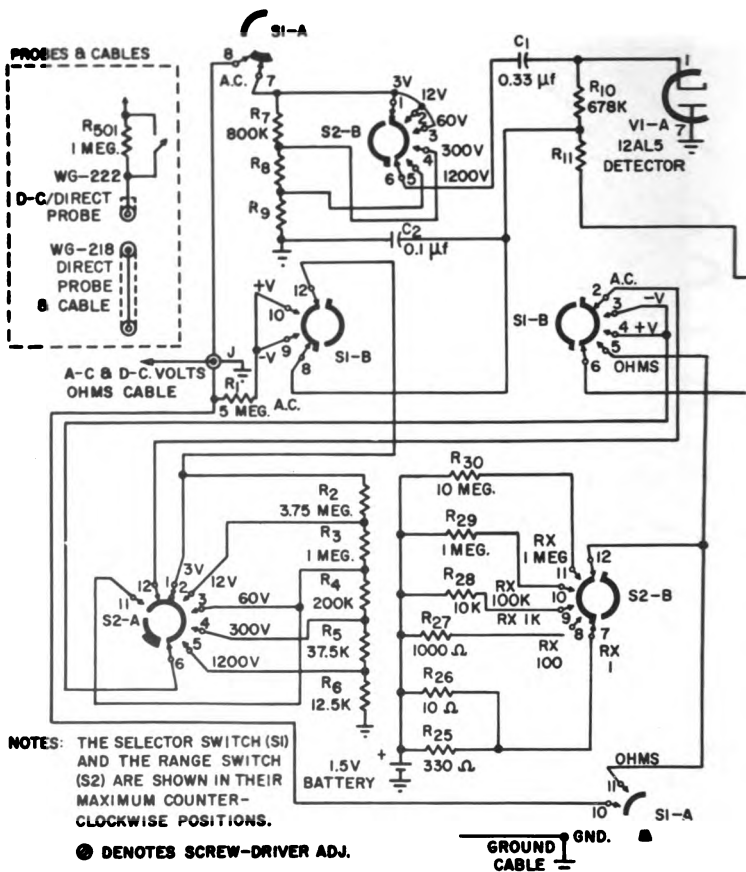 S1-A
PROBES & CABLES
8
A.C.
7
R501
1 MEG.
WG-222
D-C/DIRECT
PROBE
WG-218
DIRECT
PROBE
& CABLE
R7
800K
R8
R9
3V
12V
60V
300V
1200V
S2-B
1
2
3
4
5
6
C1
0.33 µf
R10
678K
R11
1
V1-A 7
12AL5
DETECTOR
C2
0.1 µf
+V
12
10
-V
9
8
S1-B
A.C.
2
3
-V
4 +V
5
OHMS
6
S1-B
J
A-C & D-C. VOLTS
OHMS CABLE
R1
5 MEG.
A.C.
R2
3.75 MEG.
R3
1 MEG.
R4
200K
R5
37.5K
R6
12.5K
3V
12V
60V
300V
1200V
11
12
1
2
3
4
5
6
S2-A
R30
10 MEG.
R29
1 MEG.
R28
10K
R27
1000 Ω
R26
10 Ω
R25
330 Ω
RX
1 MEG
RX
100K
RX 1K
RX
100
RX
1
12
11
10
9
8
7
S2-B
+
1.5V
BATTERY
NOTES: THE SELECTOR SWITCH (S1)
AND THE RANGE SWITCH
(S2) ARE SHOWN IN THEIR
MAXIMUM COUNTER-
CLOCKWISE POSITIONS.
DENOTES SCREW-DRIVER ADJ.
OHMS
11
10
S1-A
GND.
GROUND
CABLE